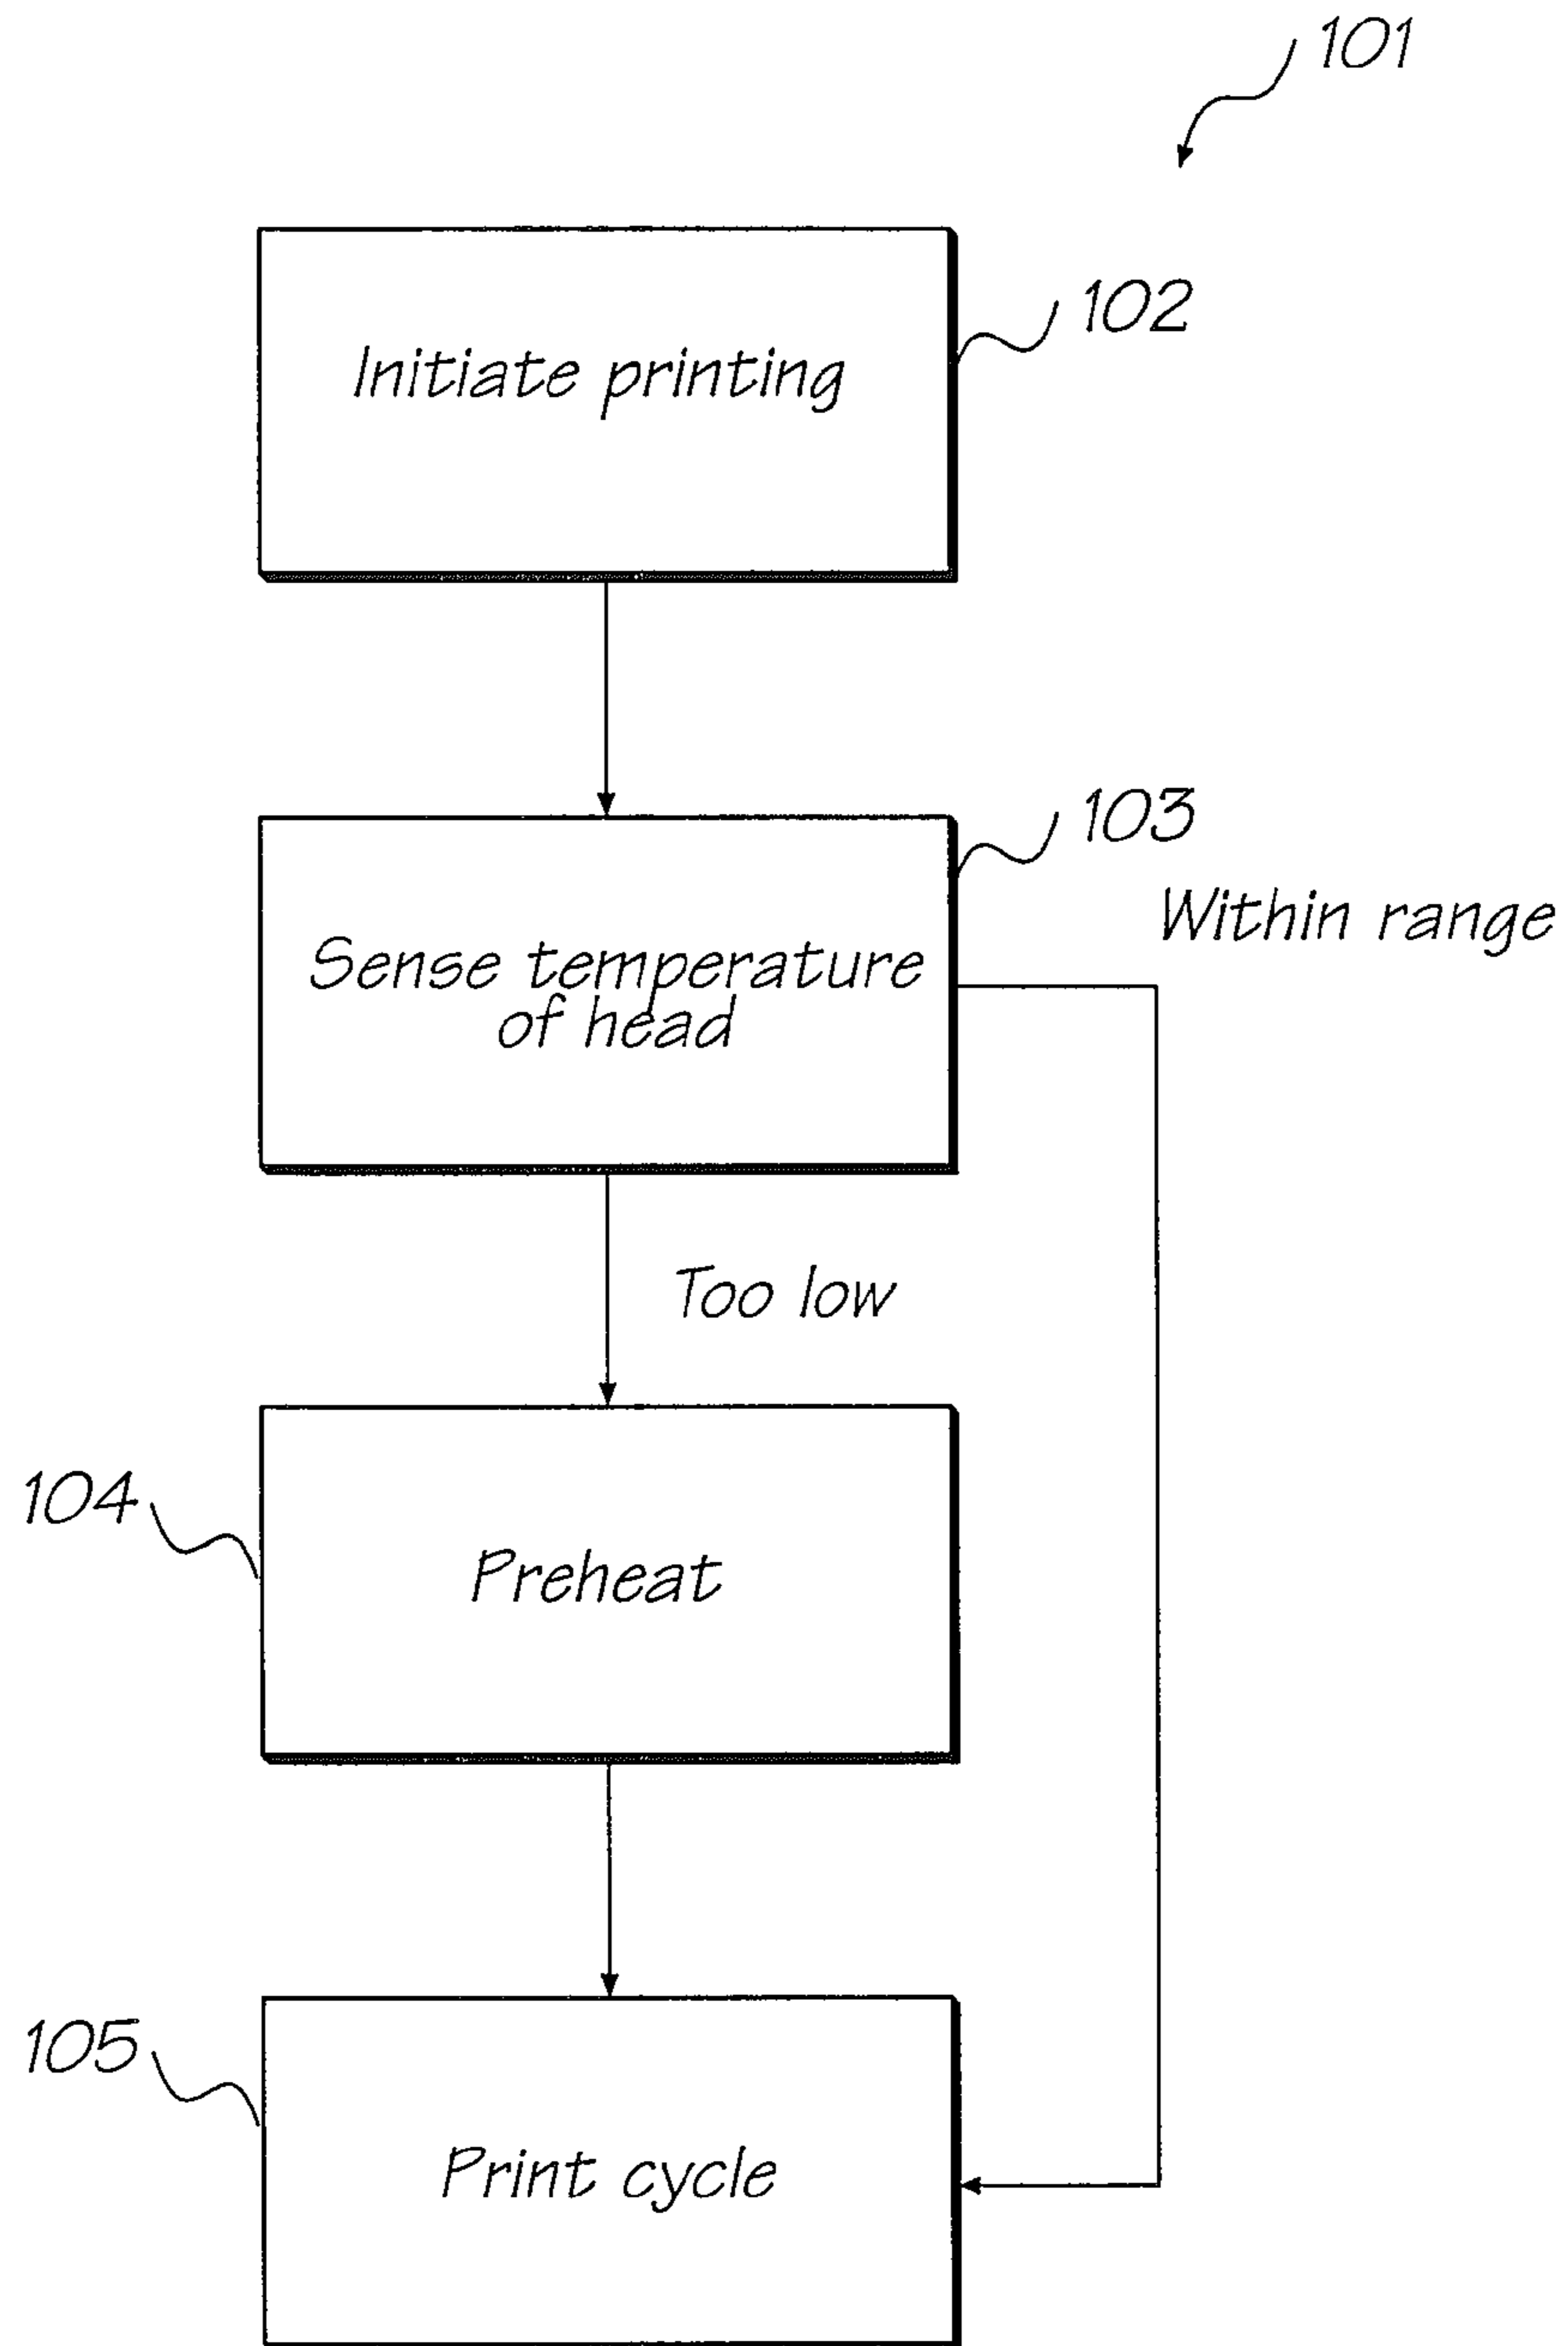 101
Initiate printing
102
103
Within range
Sense temperature
of head
Too low
104
Preheat
105
Print cycle